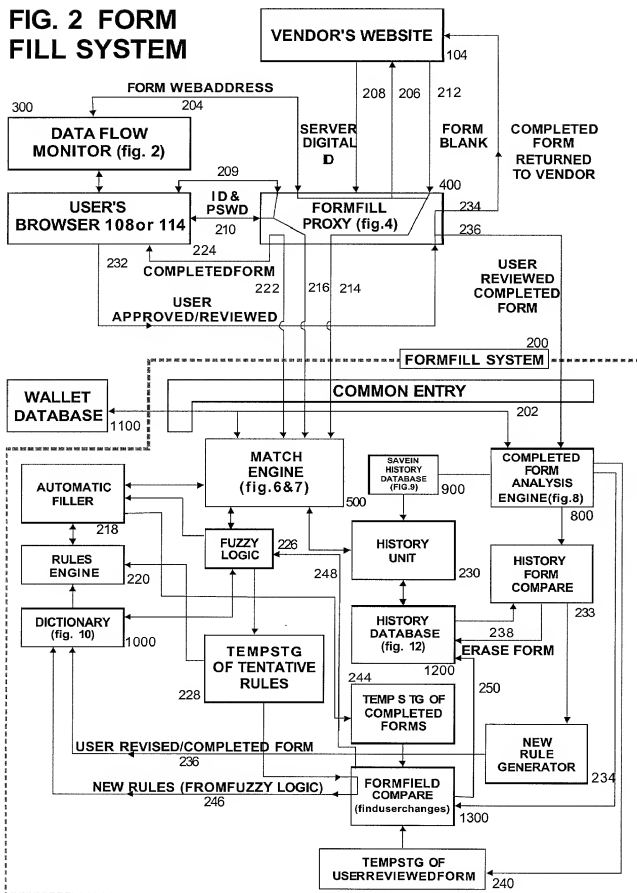 FIG. 2 FORM
FILL SYSTEM
VENDOR'S WEBSITE
104
FORM WEBADDRESS
204
208
206
212
300
DATA FLOW
MONITOR (fig. 2)
SERVER
DIGITAL
ID
FORM
BLANK
COMPLETED
FORM
RETURNED
TO VENDOR
209
400
USER'S
BROWSER 108or 114
ID &
PSWD
210
FORMFILL
PROXY (fig.4)
234
236
224
COMPLETEDFORM
232
222
216
214
USER
APPROVED/REVIEWED
USER
REVIEWED
COMPLETED
FORM
200
FORMFILL SYSTEM
WALLET
DATABASE
1100
COMMON ENTRY
202
MATCH
ENGINE
(fig.6&7)
500
SAVEIN
HISTORY
DATABASE
(FIG.9)
900
COMPLETED
FORM
ANALYSIS
ENGINE(fig.8)
800
AUTOMATIC
FILLER
218
FUZZY
LOGIC
226
248
HISTORY
UNIT
230
HISTORY
FORM
COMPARE
233
RULES
ENGINE
220
DICTIONARY
(fig. 10)
1000
HISTORY
DATABASE
(fig. 12)
1200
238
ERASE FORM
TEMPSTG
OF TENTATIVE
RULES
228
244
250
TEMPSTG OF
COMPLETED
FORMS
NEW
RULE
GENERATOR
234
USER REVISED/COMPLETED FORM
236
NEW RULES (FROMFUZZY LOGIC)
246
FORMFIELD
COMPARE
(finduserchanges)
1300
TEMPSTG OF
USERREVIEWEDFORM
240